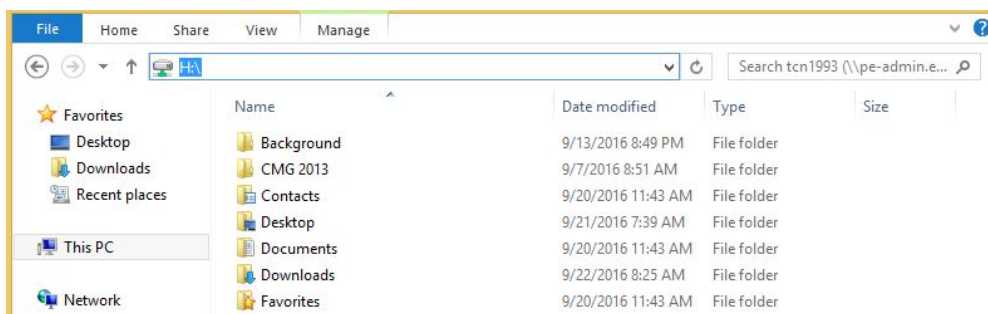 File Home Share View Manage
H:\ Search tcn1993 (\\pe-admin.e...
Favorites
Desktop
Downloads
Recent places
This PC
Network
Name Date modified Type Size
Background 9/13/2016 8:49 PM File folder
CMG 2013 9/7/2016 8:51 AM File folder
Contacts 9/20/2016 11:43 AM File folder
Desktop 9/21/2016 7:39 AM File folder
Documents 9/20/2016 11:43 AM File folder
Downloads 9/22/2016 8:25 AM File folder
Favorites 9/20/2016 11:43 AM File folder